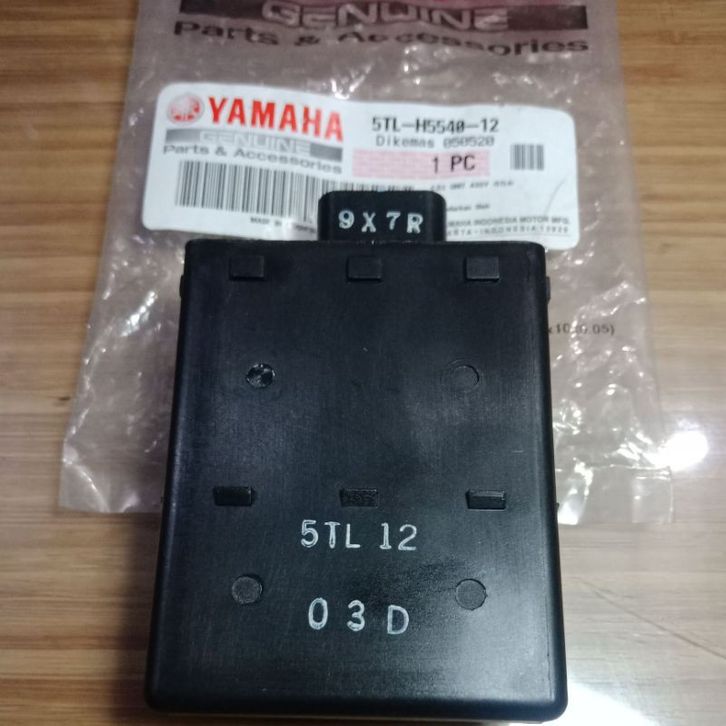 GENUINE
Parts & Accessories
YAMAHA
GENUINE
Parts & Accessories
5TL-H5540-12
Dikemas 050520
1 PC
9X7R
5TL 12
03D